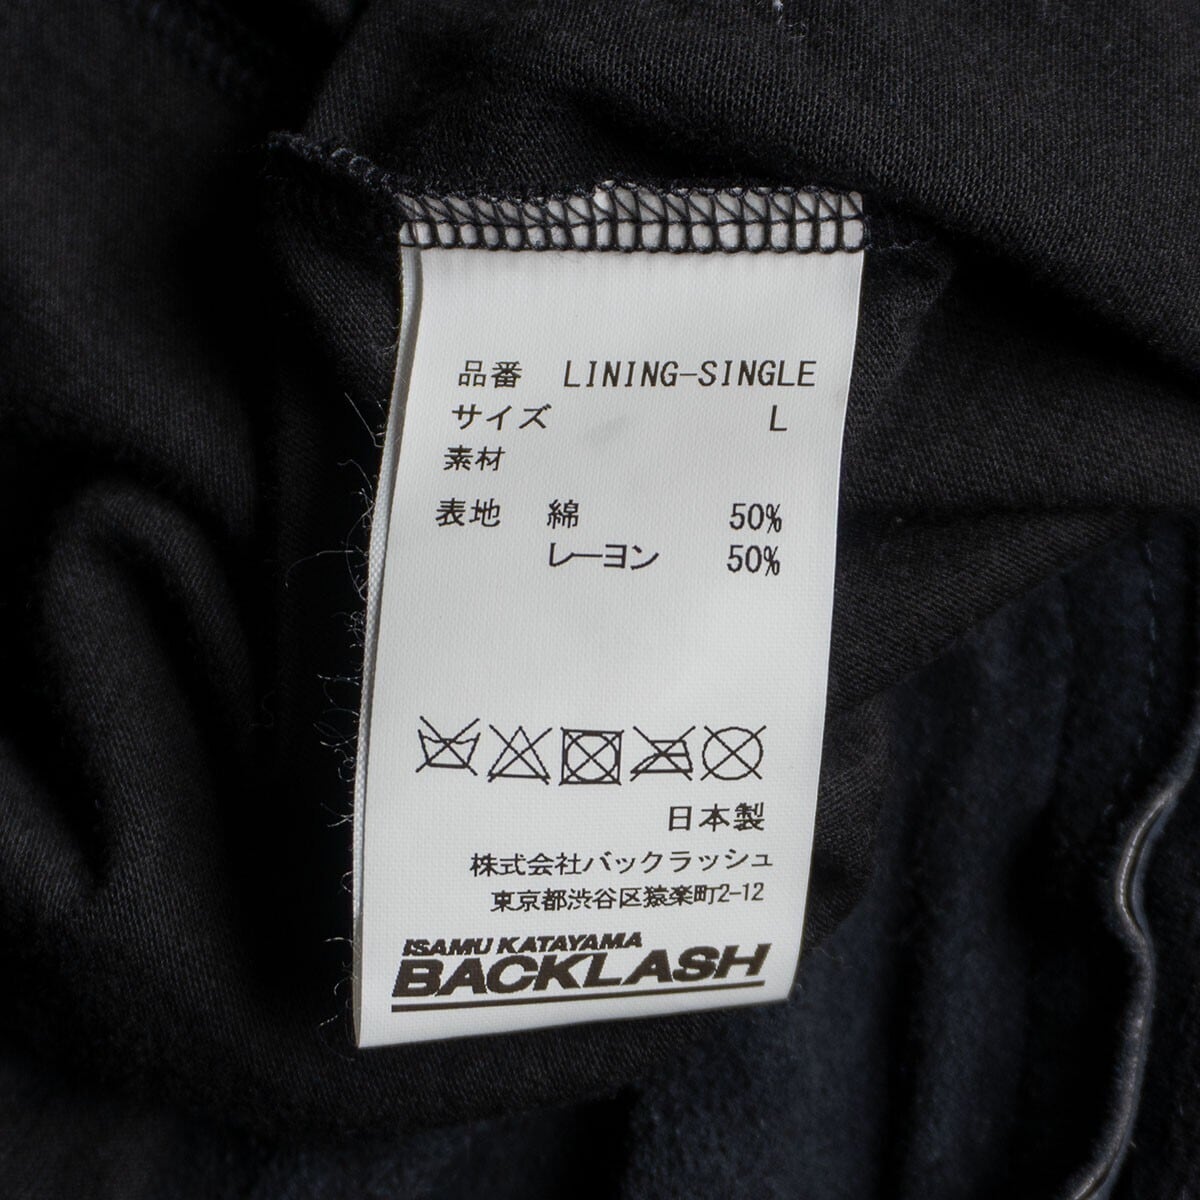 品番 LINING-SINGLE
サイズ L
素材
表地 綿 50%
レーヨン 50%
日本製
株式会社バックラッシュ
東京都渋谷区猿楽町2-12
ISAMU KATAYAMA
BACKLASH